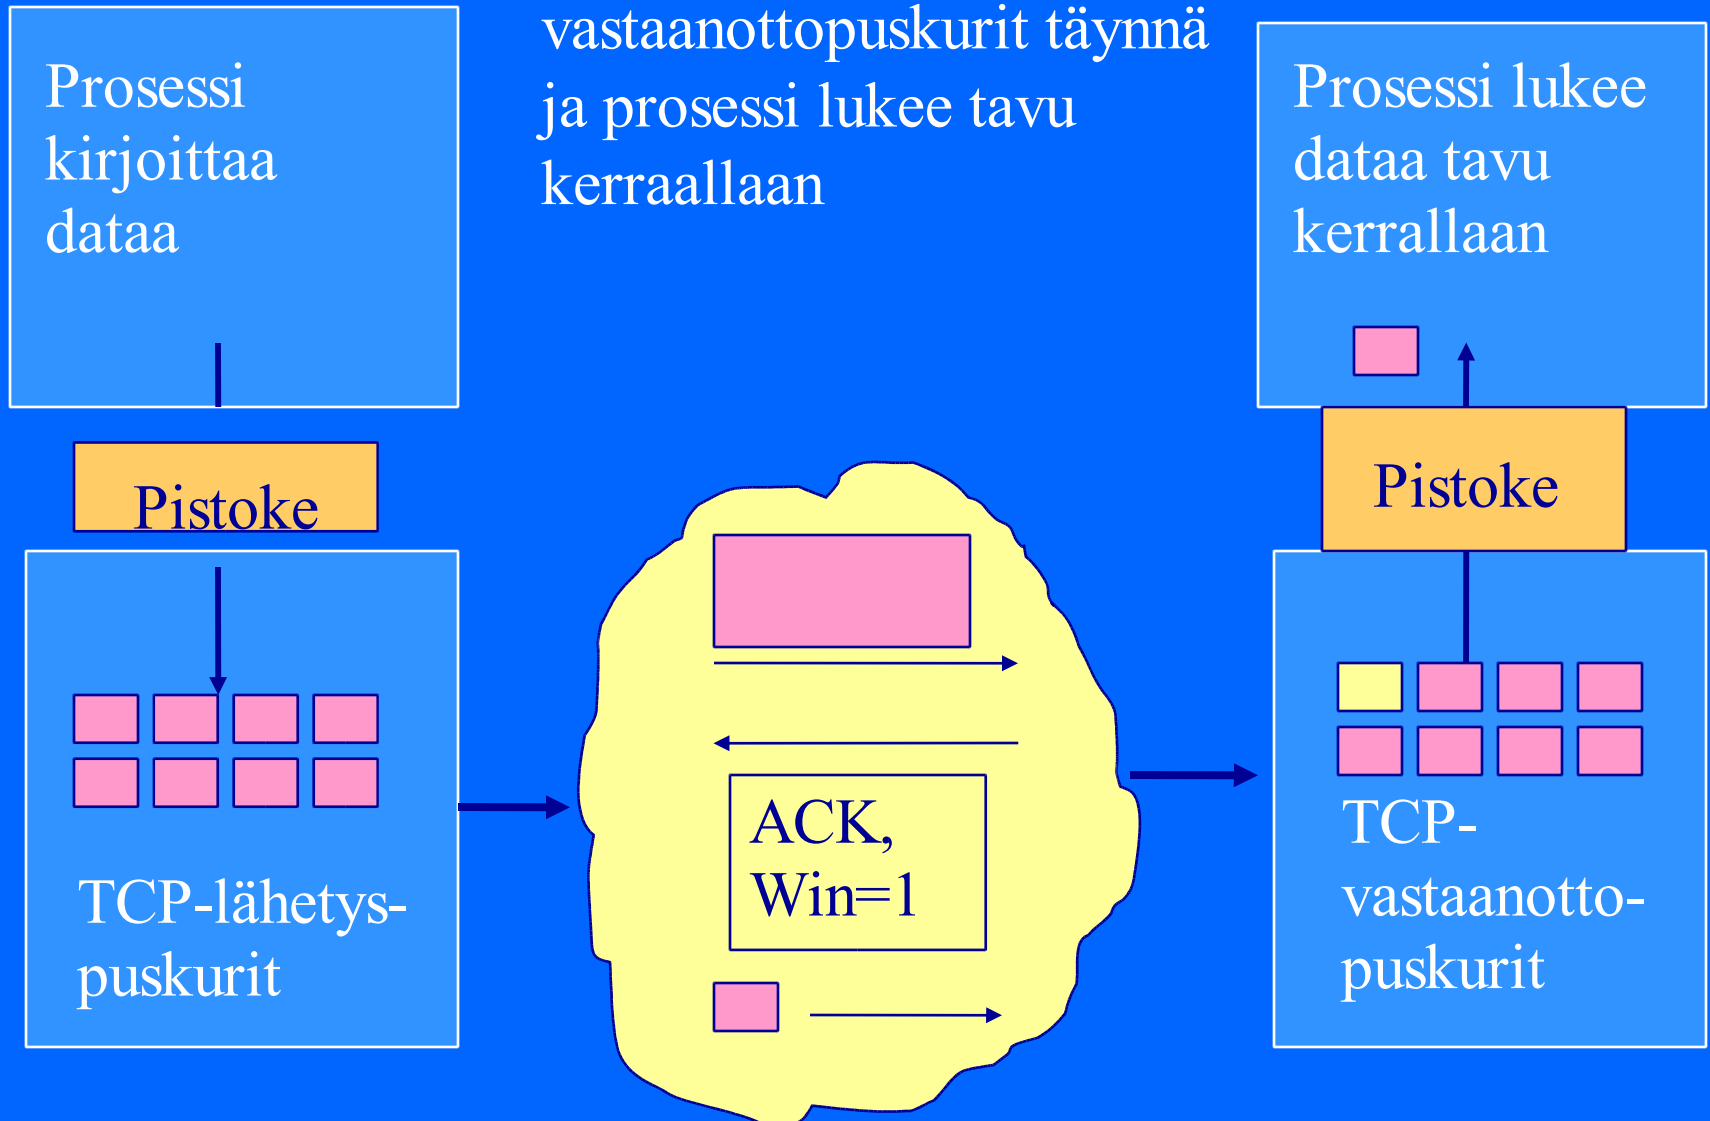 Prosessi
kirjoittaa
dataa
vastaanottopuskurit täynnä
ja prosessi lukee tavu
kerraallaan
Prosessi lukee
dataa tavu
kerrallaan
Pistoke
Pistoke
TCP-lähetys-
puskurit
ACK,
Win=1
TCP-
vastaanotto-
puskurit